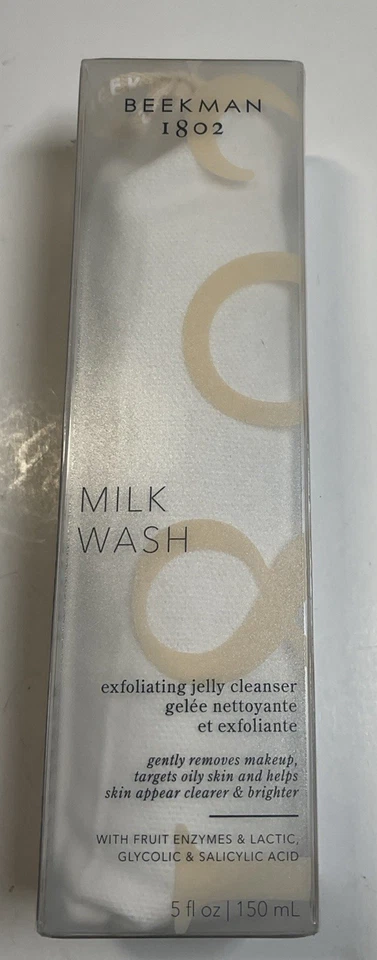 BEEKMAN
1802
MILK
WASH
exfoliating jelly cleanser
gelée nettoyante
et exfoliante
gently removes makeup,
targets oily skin and helps
skin appear clearer & brighter
WITH FRUIT ENZYMES & LACTIC,
GLYCOLIC & SALICYLIC ACID
5 fl oz | 150 mL